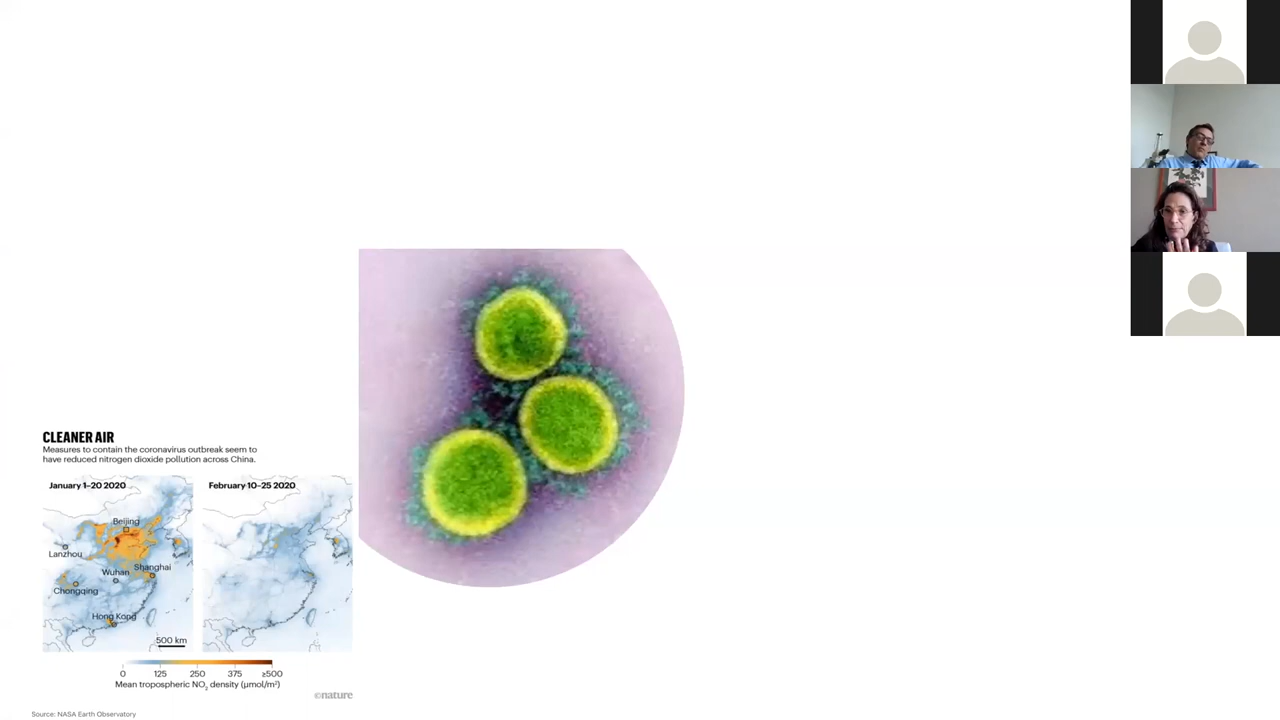 CLEANER AIR
Measures to contain the coronavirus outbreak seem to
have reduced nitrogen dioxide pollution across China.
January 1–20 2020
February 10–25 2020
Beijing
Lanzhou
Wuhan
Shanghai
Chongqing
Hong Kong
500 km
0 125 250 375 ≥500
Mean tropospheric NO₂ density (μmol/m²)
©nature
Source: NASA Earth Observatory